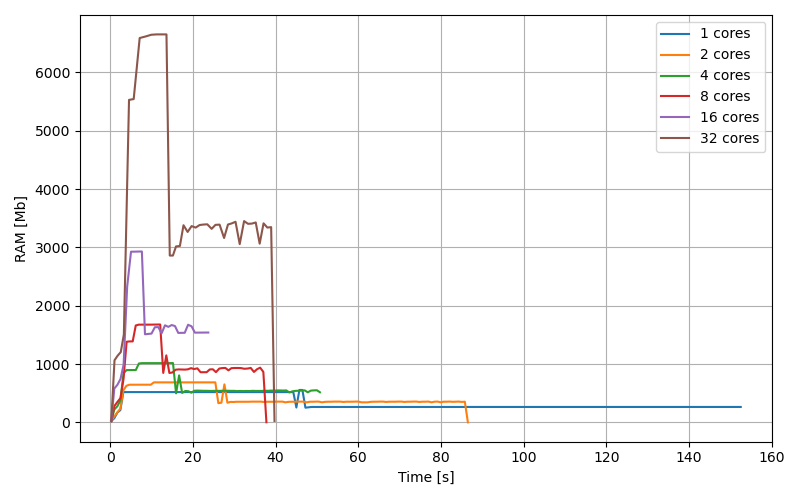 1 cores
2 cores
4 cores
8 cores
16 cores
32 cores
RAM [Mb]
6000
5000
4000
3000
2000
1000
0
0 20 40 60 80 100 120 140 160
Time [s]